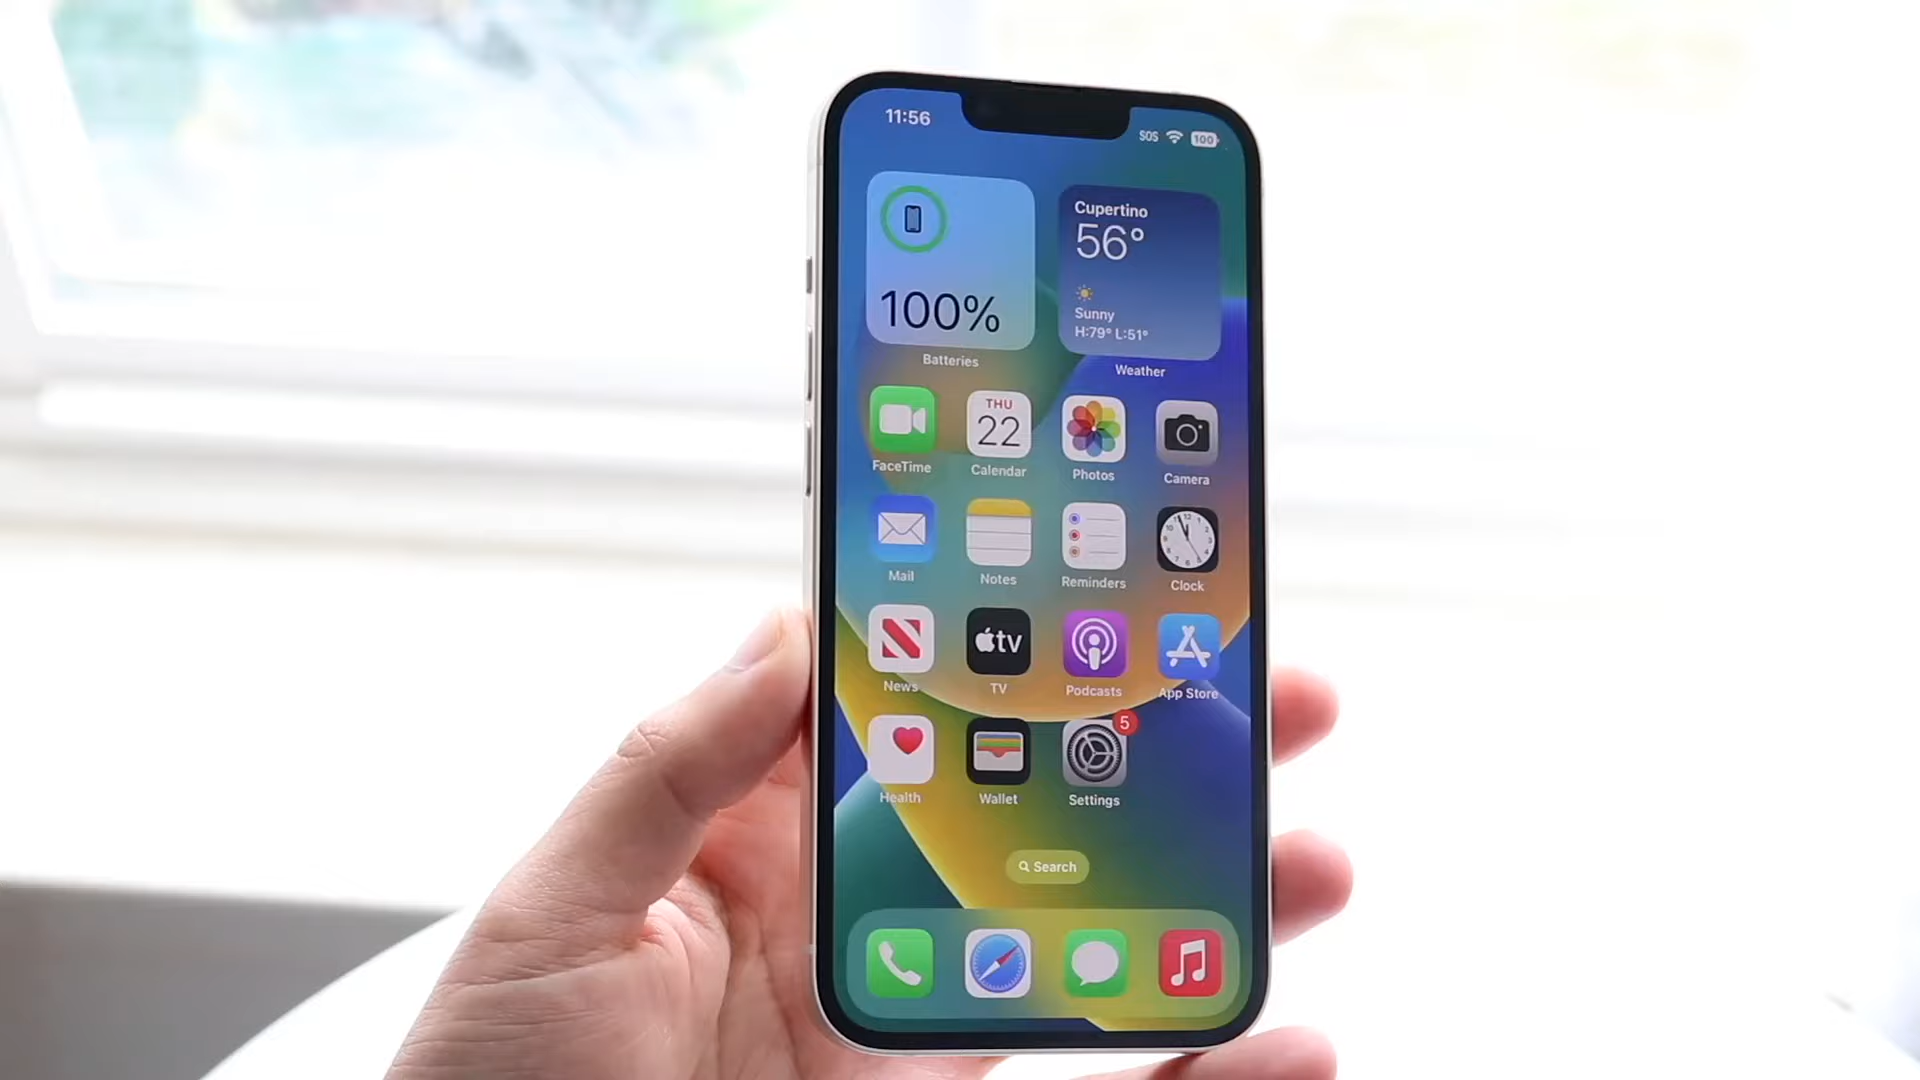 11:56
SOS 100
100%
Batteries
Cupertino
56°
Sunny
H:79° L:51°
Weather
FaceTime
THU
22
Calendar
Photos
Camera
Mail
Notes
Reminders
Clock
News
tv
TV
Podcasts
App Store
Health
Wallet
5
Settings
Search